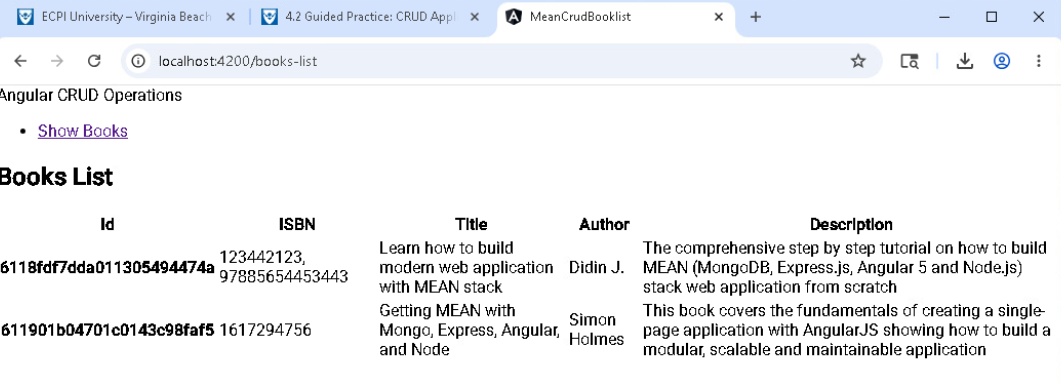 ECPI University – Virginia Beach
4.2 Guided Practice: CRUD Appl
MeanCrudBooklist
localhost:4200/books-list
Angular CRUD Operations
Show Books
Books List
Id ISBN Title Author Description
6118fdf7dda011305494474a
123442123,
97885654453443
Learn how to build
modern web application
with MEAN stack
Didin J.
The comprehensive step by step tutorial on how to build
MEAN (MongoDB, Express.js, Angular 5 and Node.js)
stack web application from scratch
611901b04701c0143c98faf5
1617294756
Getting MEAN with
Mongo, Express, Angular,
and Node
Simon
Holmes
This book covers the fundamentals of creating a single-
page application with AngularJS showing how to build a
modular, scalable and maintainable application